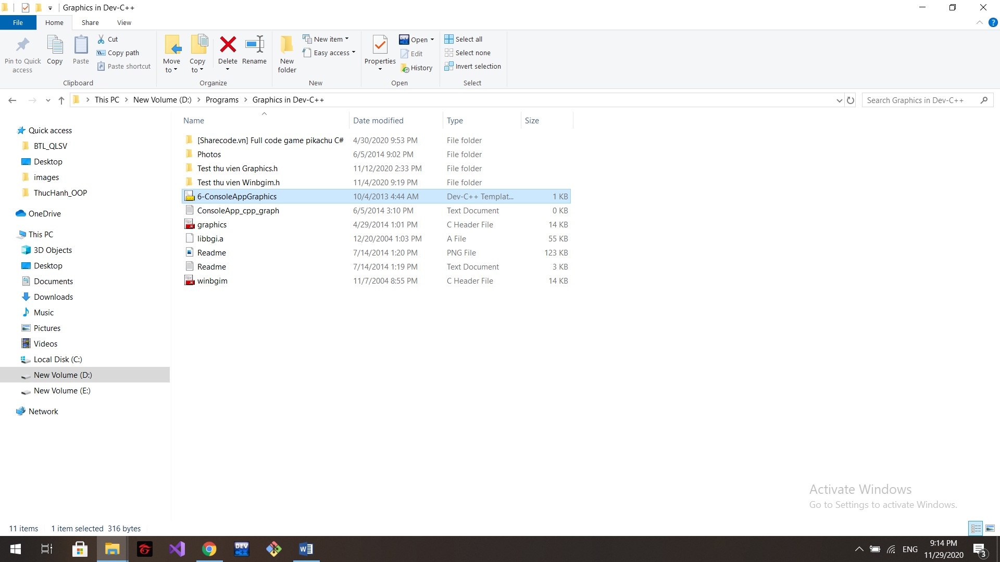 Graphics in Dev-C++
File Home Share View
Pin to Quick access
Copy
Paste
Cut
Copy path
Paste shortcut
Clipboard
Move to
Copy to
Delete
Rename
Organize
New folder
New item
Easy access
New
Properties
Open
Edit
History
Open
Select all
Select none
Invert selection
Select
This PC > New Volume (D:) > Programs > Graphics in Dev-C++
Search Graphics in Dev-C++
Quick access
BTL_QLSV
Desktop
images
ThucHanh_OOP
OneDrive
This PC
3D Objects
Desktop
Documents
Downloads
Music
Pictures
Videos
Local Disk (C:)
New Volume (D:)
New Volume (E:)
Network
Name Date modified Type Size
[Sharecode.vn] Full code game pikachu C# 4/30/2020 9:53 PM File folder
Photos 6/5/2014 9:02 PM File folder
Test thu vien Graphics.h 11/12/2020 2:33 PM File folder
Test thu vien Winbgim.h 11/4/2020 9:19 PM File folder
6-ConsoleAppGraphics 10/4/2013 4:44 AM Dev-C++ Templat... 1 KB
ConsoleApp_cpp_graph 6/5/2014 3:10 PM Text Document 0 KB
graphics 4/29/2014 1:01 PM C Header File 14 KB
libbgi.a 12/20/2004 1:03 PM A File 55 KB
Readme 7/14/2014 1:20 PM PNG File 123 KB
Readme 7/14/2014 1:19 PM Text Document 3 KB
winbgim 11/7/2004 8:55 PM C Header File 14 KB
Activate Windows
Go to Settings to activate Windows.
11 items 1 item selected 316 bytes
DEV C++
ENG
9:14 PM
11/29/2020
3